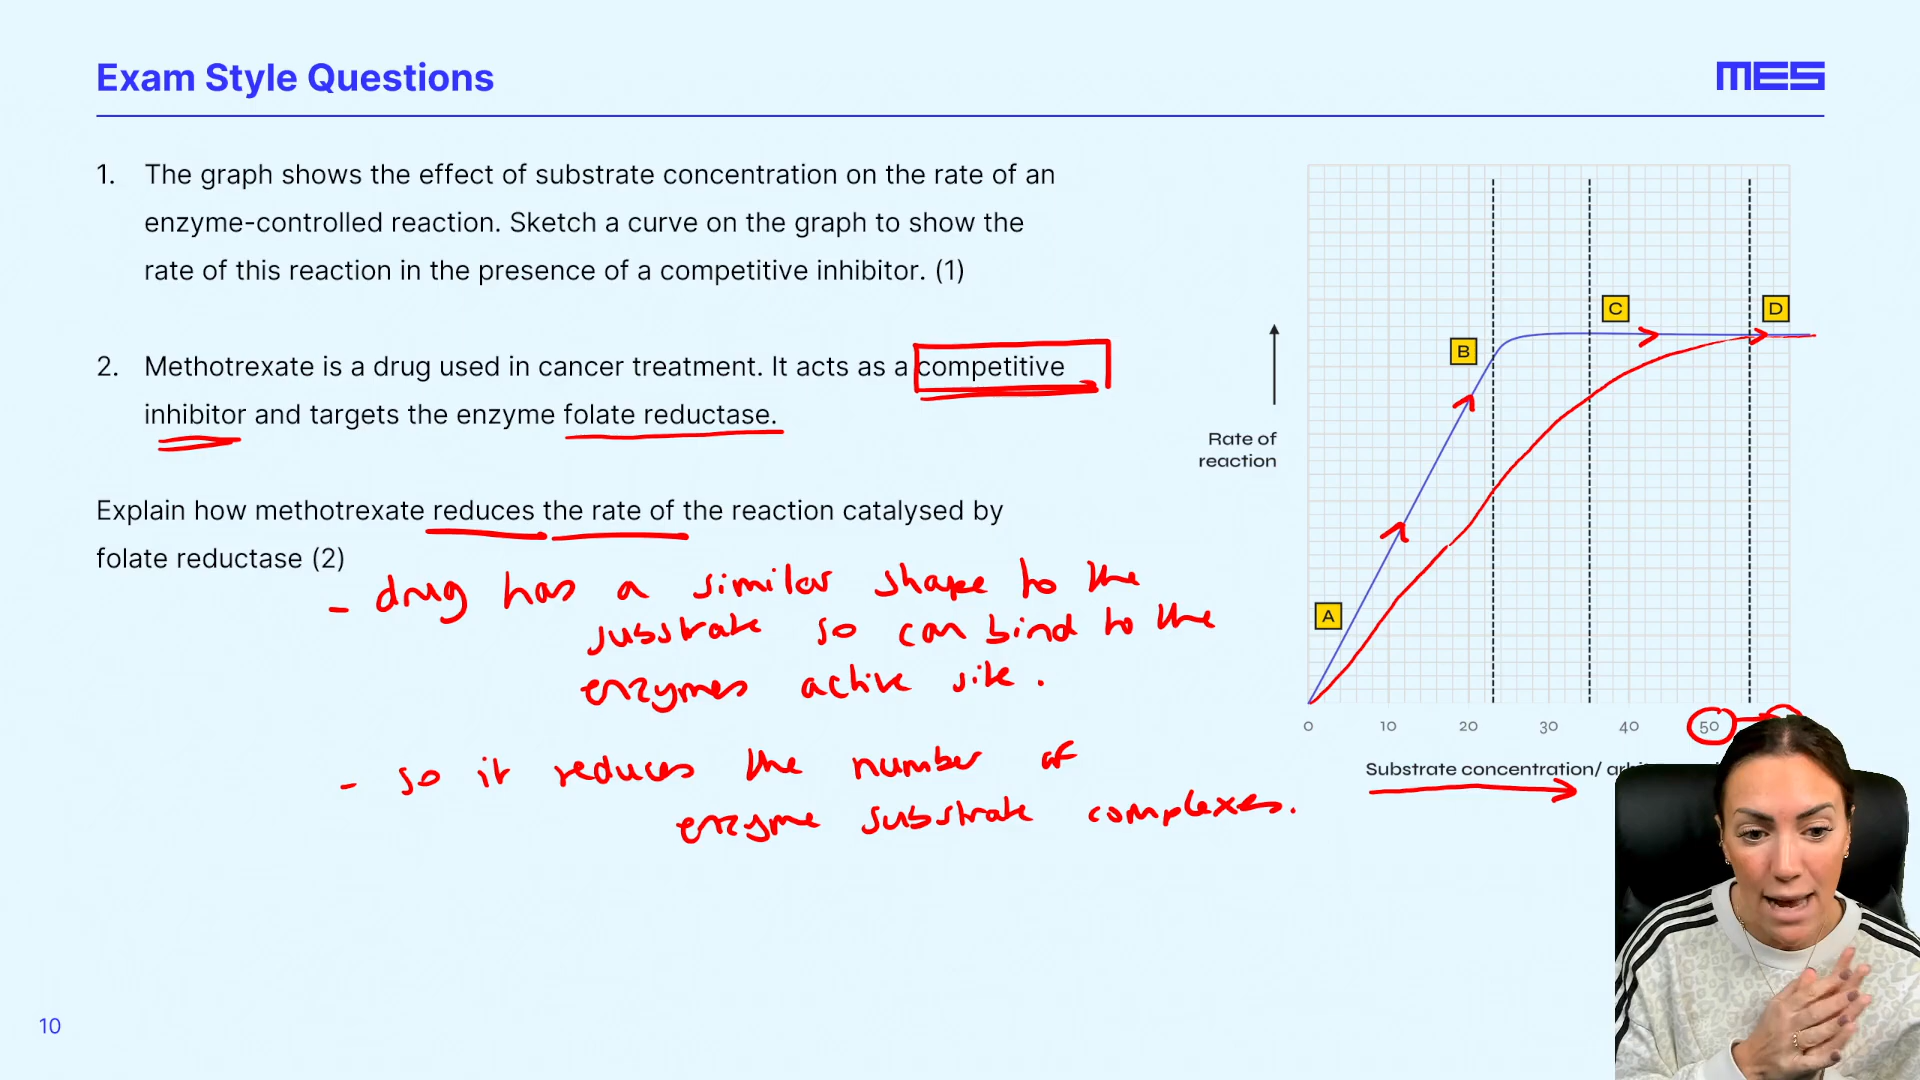 Exam Style Questions
MES
1. The graph shows the effect of substrate concentration on the rate of an
enzyme-controlled reaction. Sketch a curve on the graph to show the
rate of this reaction in the presence of a competitive inhibitor. (1)
2. Methotrexate is a drug used in cancer treatment. It acts as a competitive
inhibitor and targets the enzyme folate reductase.
Explain how methotrexate reduces the rate of the reaction catalysed by
folate reductase (2)
- drug has a similar shape to the
substrate so can bind to the
enzymes active site.
- so it reduces the number of
enzyme substrate complexes.
C
D
B
Rate of
reaction
A
0 10 20 30 40 50
Substrate concentration/
10